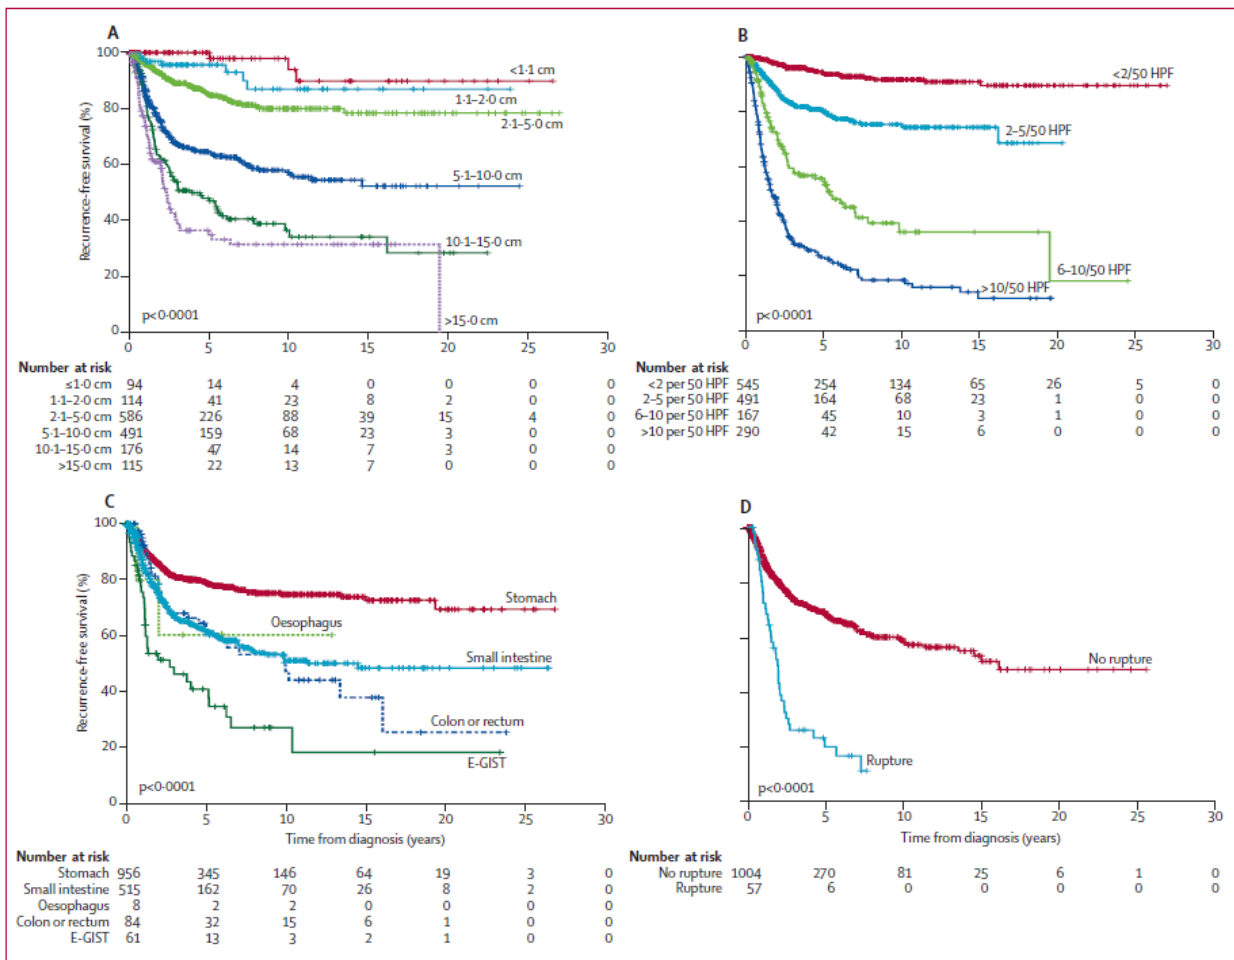 A
Recurrence-free survival (%)
100
80
60
40
20
0
<1·1 cm
1·1–2·0 cm
2·1–5·0 cm
5·1–10·0 cm
10·1–15·0 cm
>15·0 cm
p<0·0001
0 5 10 15 20 25 30
Number at risk
≤1·0 cm 94 14 4 0 0 0 0
1·1–2·0 cm 114 41 23 8 2 0 0
2·1–5·0 cm 586 226 88 39 15 4 0
5·1–10·0 cm 491 159 68 23 3 0 0
10·1–15·0 cm 176 47 14 7 3 0 0
>15·0 cm 115 22 13 7 0 0 0
B
<2/50 HPF
2–5/50 HPF
6–10/50 HPF
>10/50 HPF
p<0·0001
0 5 10 15 20 25 30
Number at risk
<2 per 50 HPF 545 254 134 65 26 5 0
2–5 per 50 HPF 491 164 68 23 1 0 0
6–10 per 50 HPF 167 45 10 3 1 0 0
>10 per 50 HPF 290 42 15 6 0 0 0
C
Recurrence-free survival (%)
100
80
60
40
20
0
Stomach
Oesophagus
Small intestine
Colon or rectum
E-GIST
p<0·0001
0 5 10 15 20 25 30
Time from diagnosis (years)
Number at risk
Stomach 956 345 146 64 19 3 0
Small intestine 515 162 70 26 8 2 0
Oesophagus 8 2 2 0 0 0 0
Colon or rectum 84 32 15 6 1 0 0
E-GIST 61 13 3 2 1 0 0
D
No rupture
Rupture
p<0·0001
0 5 10 15 20 25 30
Time from diagnosis (years)
Number at risk
No rupture 1004 270 81 25 6 1 0
Rupture 57 6 0 0 0 0 0